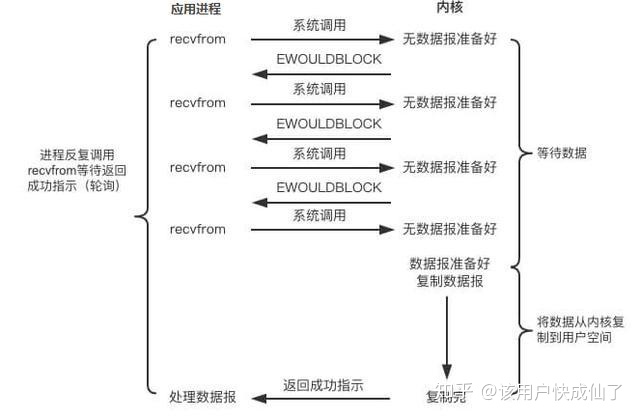 应用进程 内核
recvfrom 系统调用 无数据报准备好
EWOULDBLOCK
recvfrom 系统调用 无数据报准备好
EWOULDBLOCK
进程反复调用
recvfrom等待返回
成功指示（轮询）
recvfrom 系统调用 无数据报准备好
等待数据
EWOULDBLOCK
recvfrom 系统调用 无数据报准备好
数据报准备好
复制数据报
将数据从内核复
制到用户空间
处理数据报 返回成功指示 复制完
知乎 @该用户快成仙了